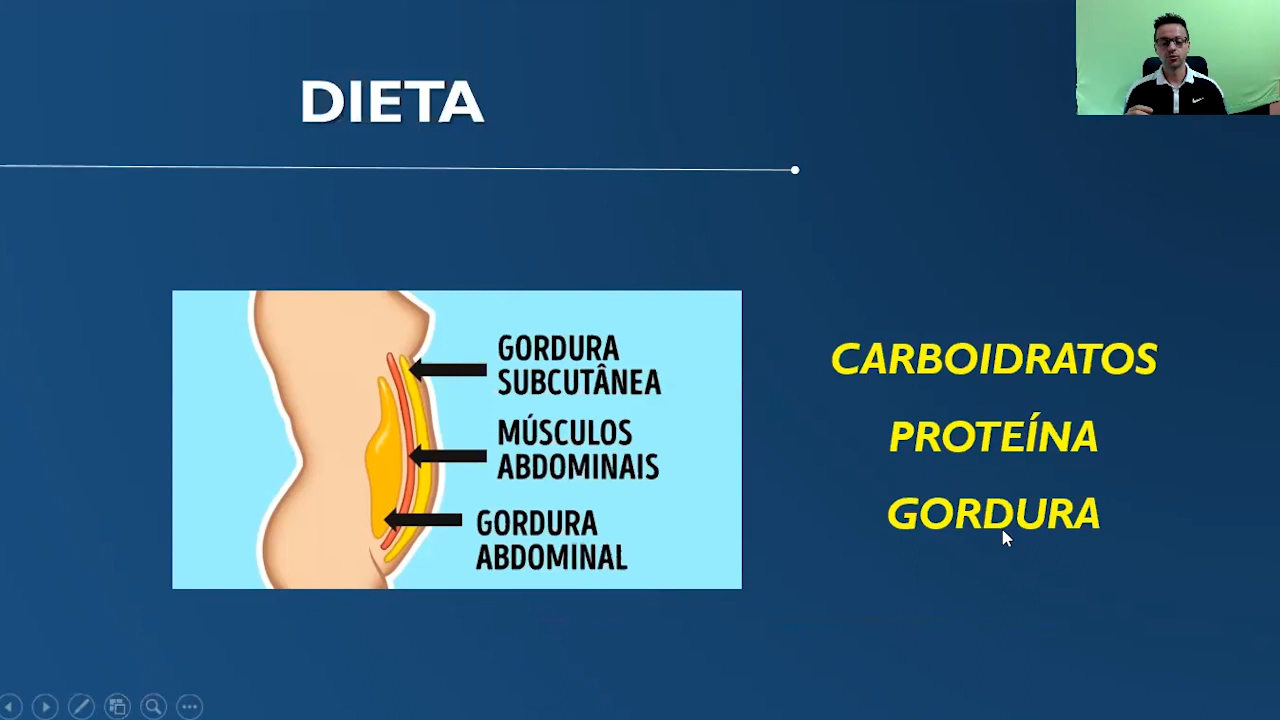 DIETA
GORDURA
SUBCUTÂNEA
MÚSCULOS
ABDOMINAIS
GORDURA
ABDOMINAL
CARBOIDRATOS
PROTEÍNA
GORDURA